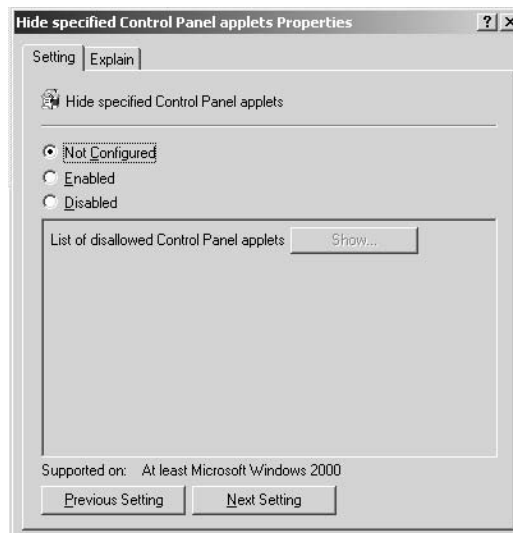 Hide specified Control Panel applets Properties ? ×
Setting Explain
Hide specified Control Panel applets
Not Configured
Enabled
Disabled
List of disallowed Control Panel applets Show...
Supported on: At least Microsoft Windows 2000
Previous Setting Next Setting